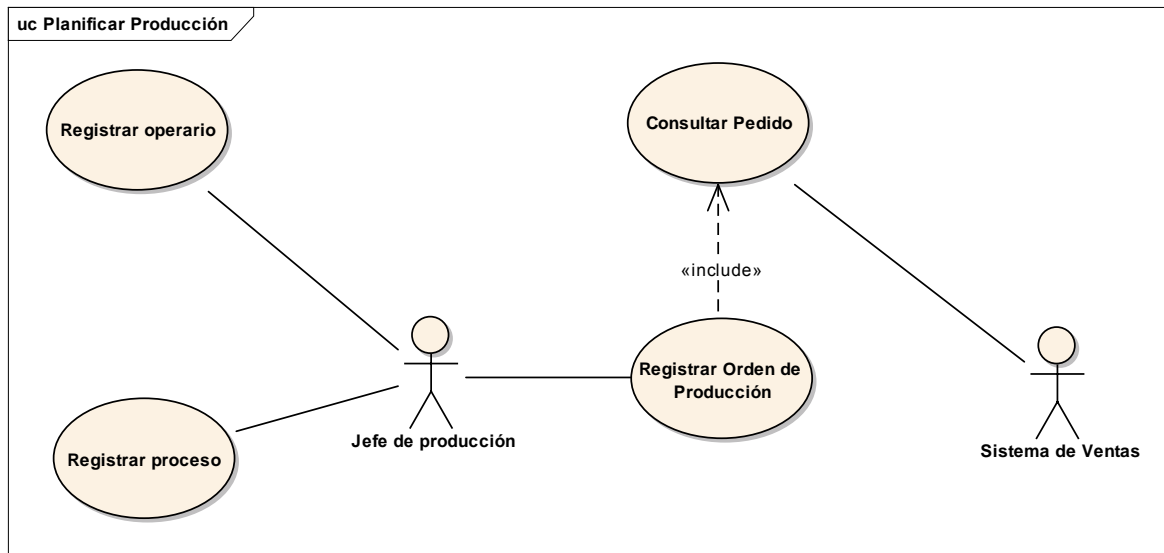 uc Planificar Producción
Registrar operario
Consultar Pedido
«include»
Registrar Orden de
Producción
Jefe de producción
Sistema de Ventas
Registrar proceso